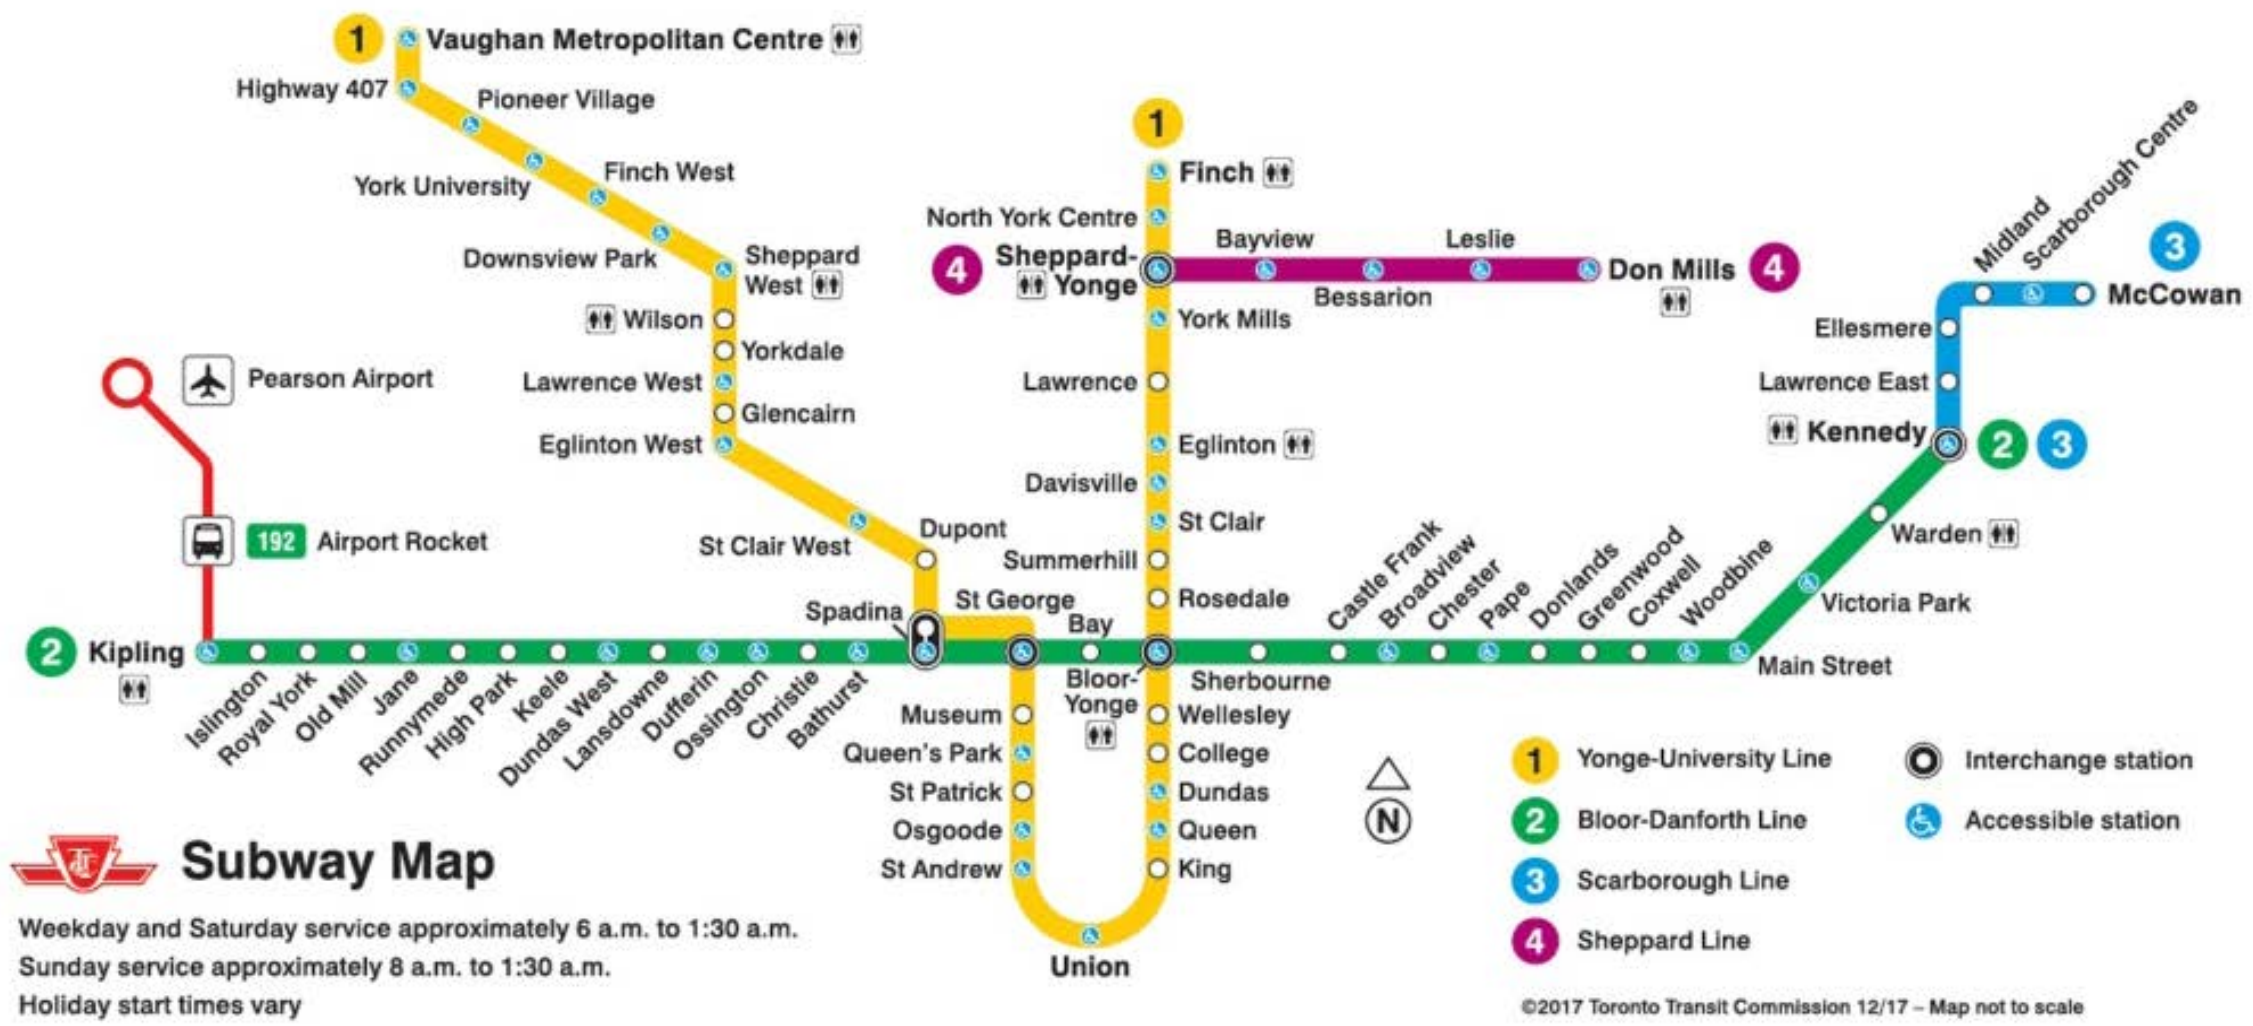 1
Vaughan Metropolitan Centre
Highway 407
Pioneer Village
York University
Finch West
Downsview Park
Sheppard
West
Wilson
Yorkdale
Lawrence West
Glencairn
Eglinton West
St Clair West
Dupont
Spadina
St George
1
Finch
North York Centre
4
Sheppard-
Yonge
Bayview
Bessarion
Leslie
Don Mills
4
York Mills
Lawrence
Eglinton
Davisville
St Clair
Summerhill
Rosedale
Bay
Bloor-
Yonge
Midland
Scarborough Centre
3
McCowan
Ellesmere
Lawrence East
Kennedy
2
3
Warden
Victoria Park
Main Street
Pearson Airport
192
Airport Rocket
2
Kipling
Islington
Royal York
Old Mill
Jane
Runnymede
High Park
Keele
Dundas West
Lansdowne
Dufferin
Ossington
Christie
Bathurst
Sherbourne
Castle Frank
Broadview
Chester
Pape
Donlands
Greenwood
Coxwell
Woodbine
Museum
Queen's Park
St Patrick
Osgoode
St Andrew
Union
Wellesley
College
Dundas
Queen
King
N
1 Yonge-University Line
2 Bloor-Danforth Line
3 Scarborough Line
4 Sheppard Line
Interchange station
Accessible station
TTC
Subway Map
Weekday and Saturday service approximately 6 a.m. to 1:30 a.m.
Sunday service approximately 8 a.m. to 1:30 a.m.
Holiday start times vary
©2017 Toronto Transit Commission 12/17 – Map not to scale